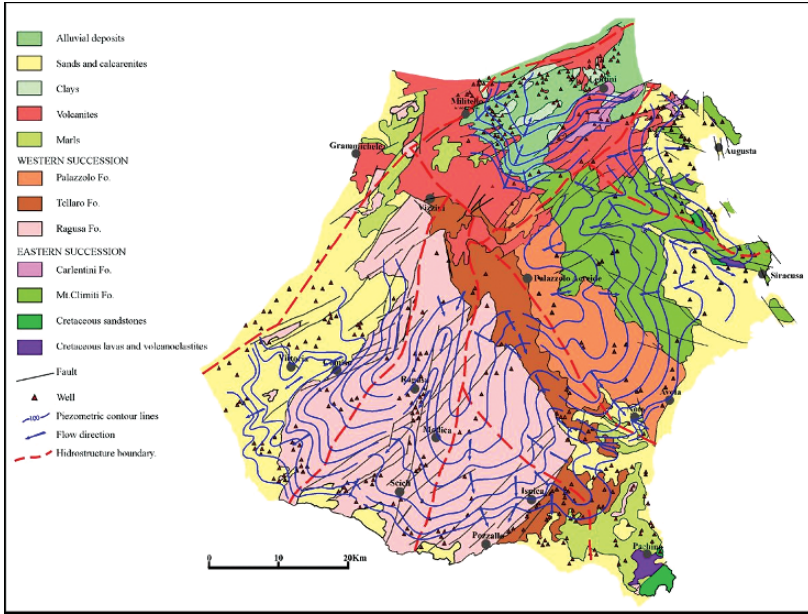 Alluvial deposits
Sands and calcarenites
Clays
Volcanites
Marls
WESTERN SUCCESSION
Palazzolo Fo.
Tellaro Fo.
Ragusa Fo.
EASTERN SUCCESSION
Carlentini Fo.
Mt.Climiti Fo.
Cretaceous sandstones
Cretaceous lavas and volcanoclastites
Fault
Well
100 Piezometric contour lines
Flow direction
Hidrostructure boundary.
Lentini
Militello
Grammichele
Augusta
Vizzini
Palazzolo Acreide
Siracusa
Vittoria
Comiso
Ragusa
Avola
Noto
Modica
Scicli
Ispica
Pozzallo
Pachino
0 10 20Km